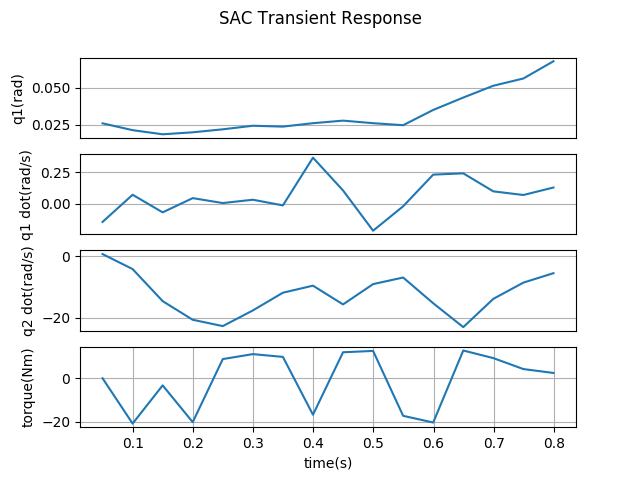 SAC Transient Response
q1(rad)
0.050
0.025
q1 dot(rad/s)
0.25
0.00
q2 dot(rad/s)
0
−20
torque(Nm)
0
−20
0.1 0.2 0.3 0.4 0.5 0.6 0.7 0.8
time(s)